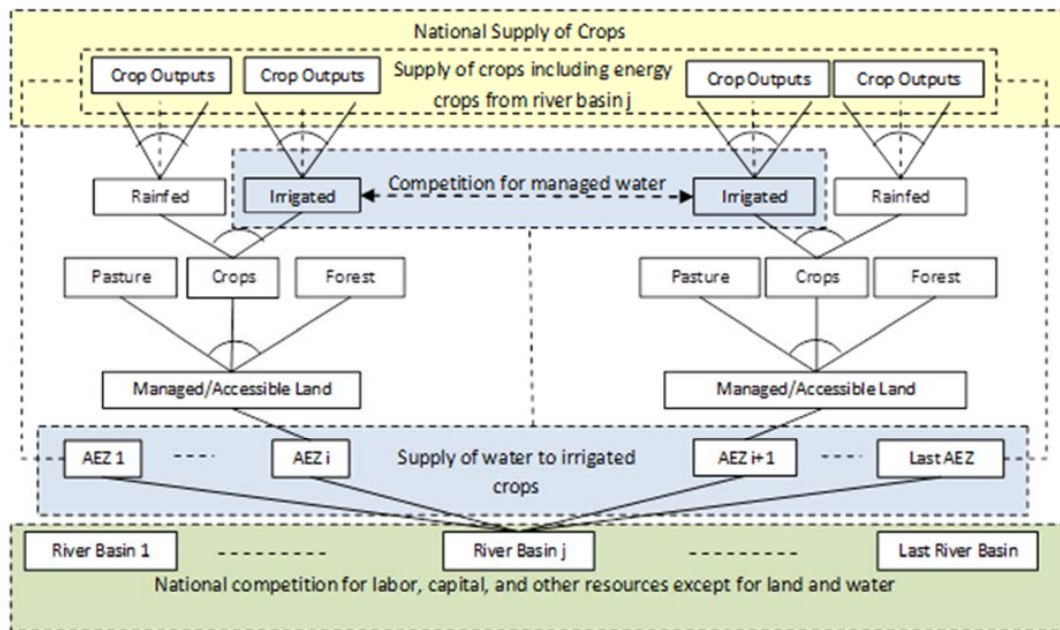 National Supply of Crops
Crop Outputs
Crop Outputs
Supply of crops including energy
crops from river basin j
Crop Outputs
Crop Outputs
Rainfed
Irrigated
Competition for managed water
Irrigated
Rainfed
Pasture
Crops
Forest
Pasture
Crops
Forest
Managed/Accessible Land
Managed/Accessible Land
AEZ 1
AEZ i
Supply of water to irrigated
crops
AEZ i+1
Last AEZ
River Basin 1
River Basin j
Last River Basin
National competition for labor, capital, and other resources except for land and water